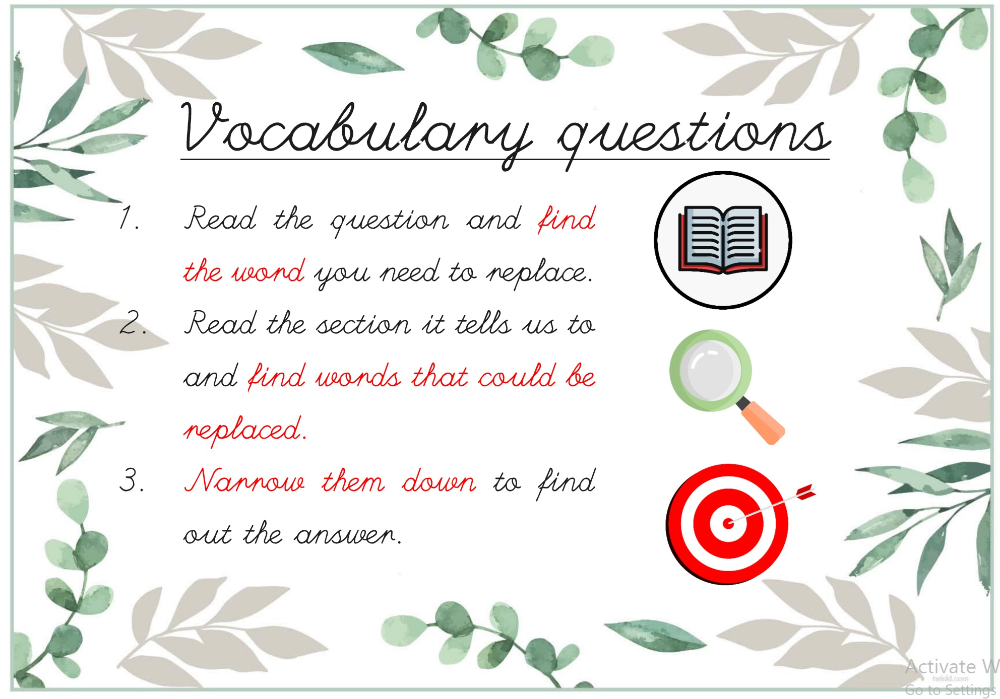 Vocabulary questions
1. Read the question and find
the word you need to replace.
2. Read the section it tells us to
and find words that could be
replaced.
3. Narrow them down to find
out the answer.
Activate W
twinkl.com
Go to Settings